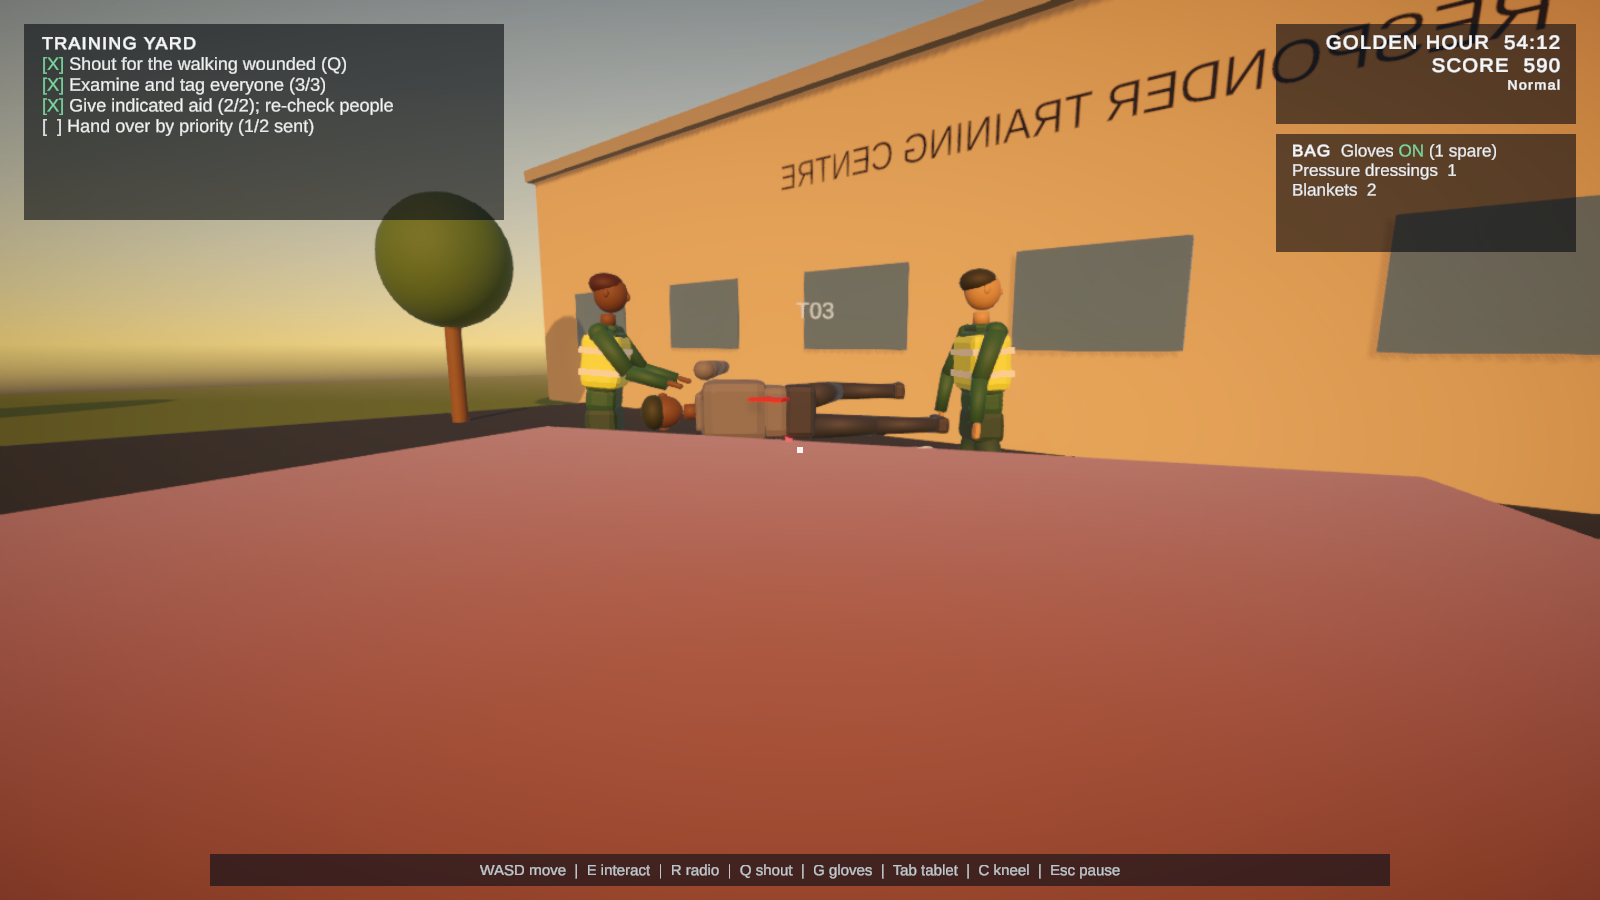 TRAINING YARD
[X] Shout for the walking wounded (Q)
[X] Examine and tag everyone (3/3)
[X] Give indicated aid (2/2); re-check people
[ ] Hand over by priority (1/2 sent)
GOLDEN HOUR 54:12
SCORE 590
Normal
BAG Gloves ON (1 spare)
Pressure dressings 1
Blankets 2
RESPONDER TRAINING CENTRE
T03
WASD move | E interact | R radio | Q shout | G gloves | Tab tablet | C kneel | Esc pause